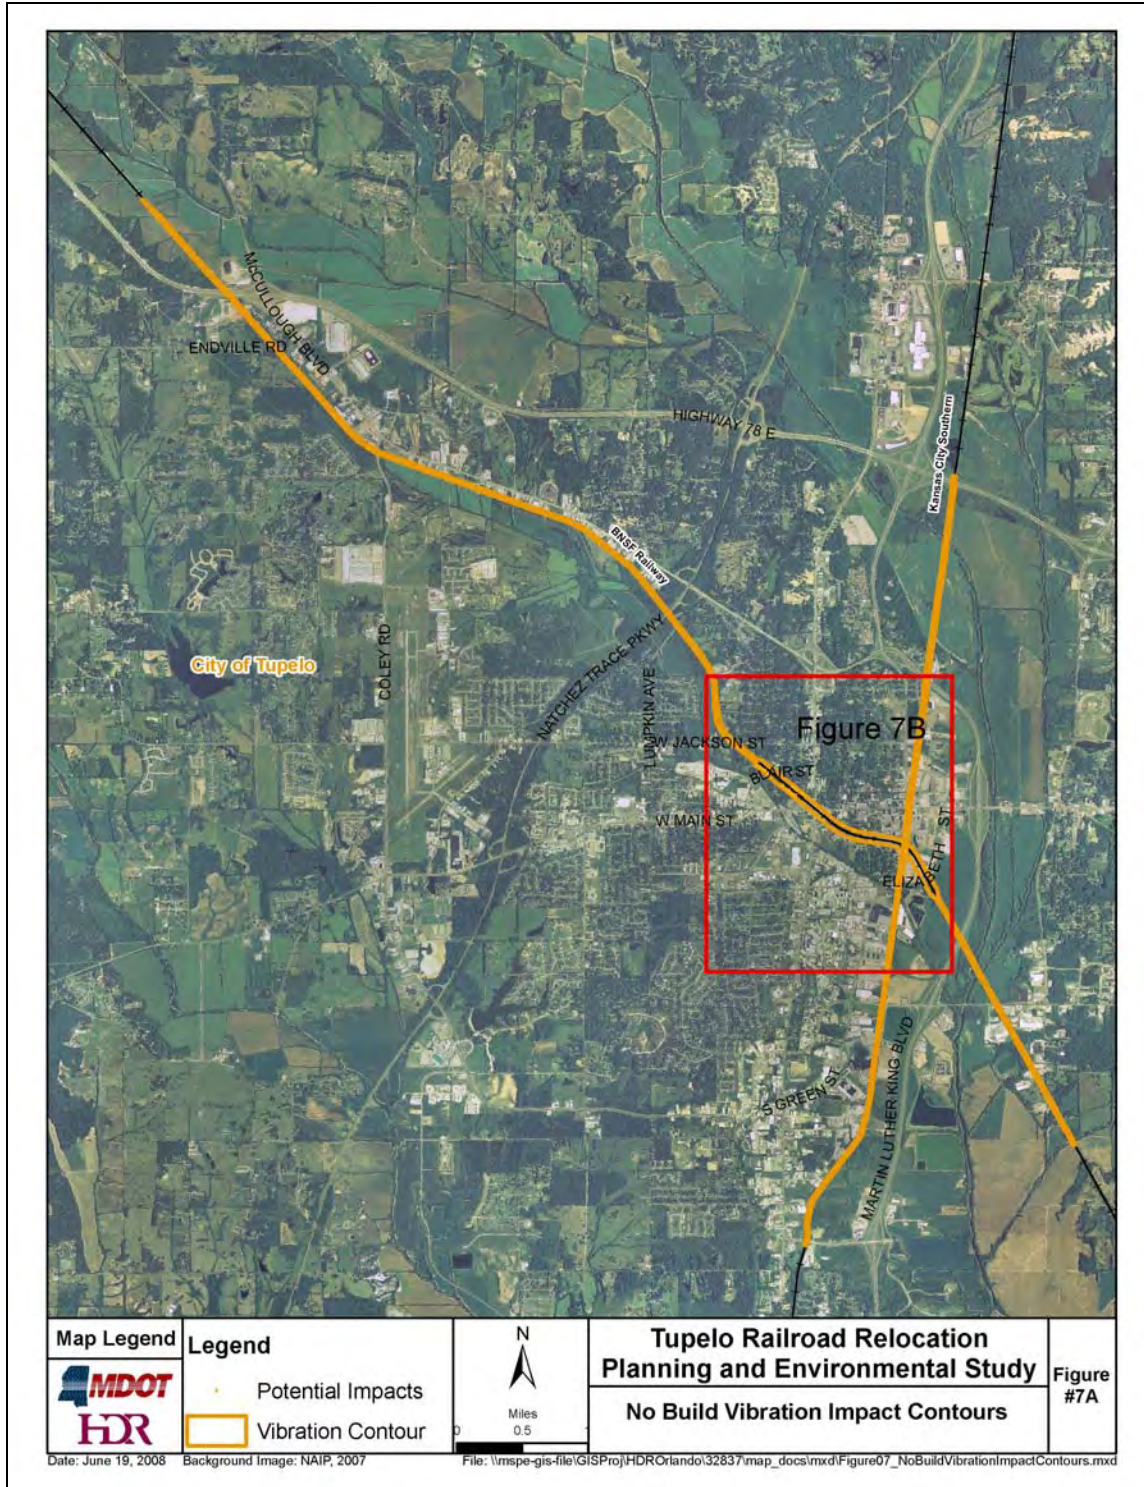 McCULLOUGH BLVD
ENDVILLE RD
HIGHWAY 78 E
Kansas City Southern
BNSF Railway
City of Tupelo
COLEY RD
NATCHEZ TRACE PKWY
LUMPKIN AVE
Figure 7B
W JACKSON ST
BLAIR ST
W MAIN ST
ELIZABETH ST
S GREEN ST
MARTIN LUTHER KING BLVD
Map Legend
MDOT
HDR
Legend
Potential Impacts
Vibration Contour
N
Miles
0 0.5
Tupelo Railroad Relocation
Planning and Environmental Study
No Build Vibration Impact Contours
Figure
#7A
Date: June 19, 2008
Background Image: NAIP, 2007
File: \\mspe-gis-file\GISProj\HDROrlando\32837\map_docs\mxd\Figure07_NoBuildVibrationImpactContours.mxd